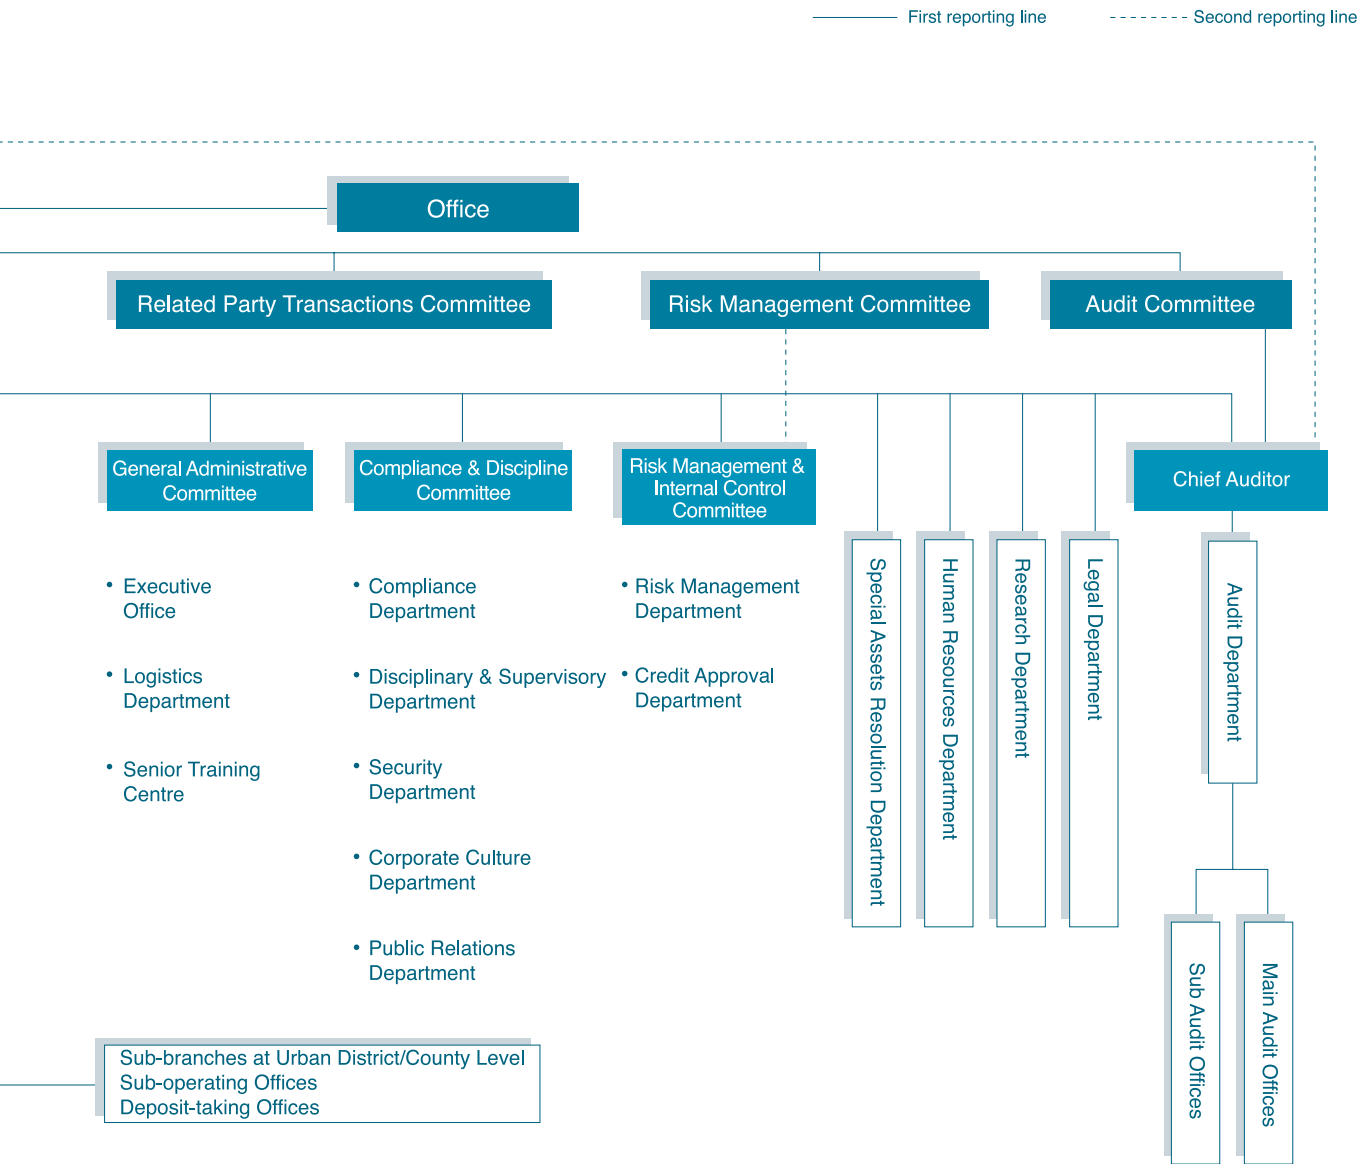 First reporting line
Second reporting line
Office
Related Party Transactions Committee
Risk Management Committee
Audit Committee
General Administrative
Committee
Compliance & Discipline
Committee
Risk Management &
Internal Control
Committee
Chief Auditor
• Executive
Office
• Logistics
Department
• Senior Training
Centre
• Compliance
Department
• Disciplinary & Supervisory
Department
• Security
Department
• Corporate Culture
Department
• Public Relations
Department
• Risk Management
Department
• Credit Approval
Department
Special Assets Resolution Department
Human Resources Department
Research Department
Legal Department
Audit Department
Sub Audit Offices
Main Audit Offices
Sub-branches at Urban District/County Level
Sub-operating Offices
Deposit-taking Offices